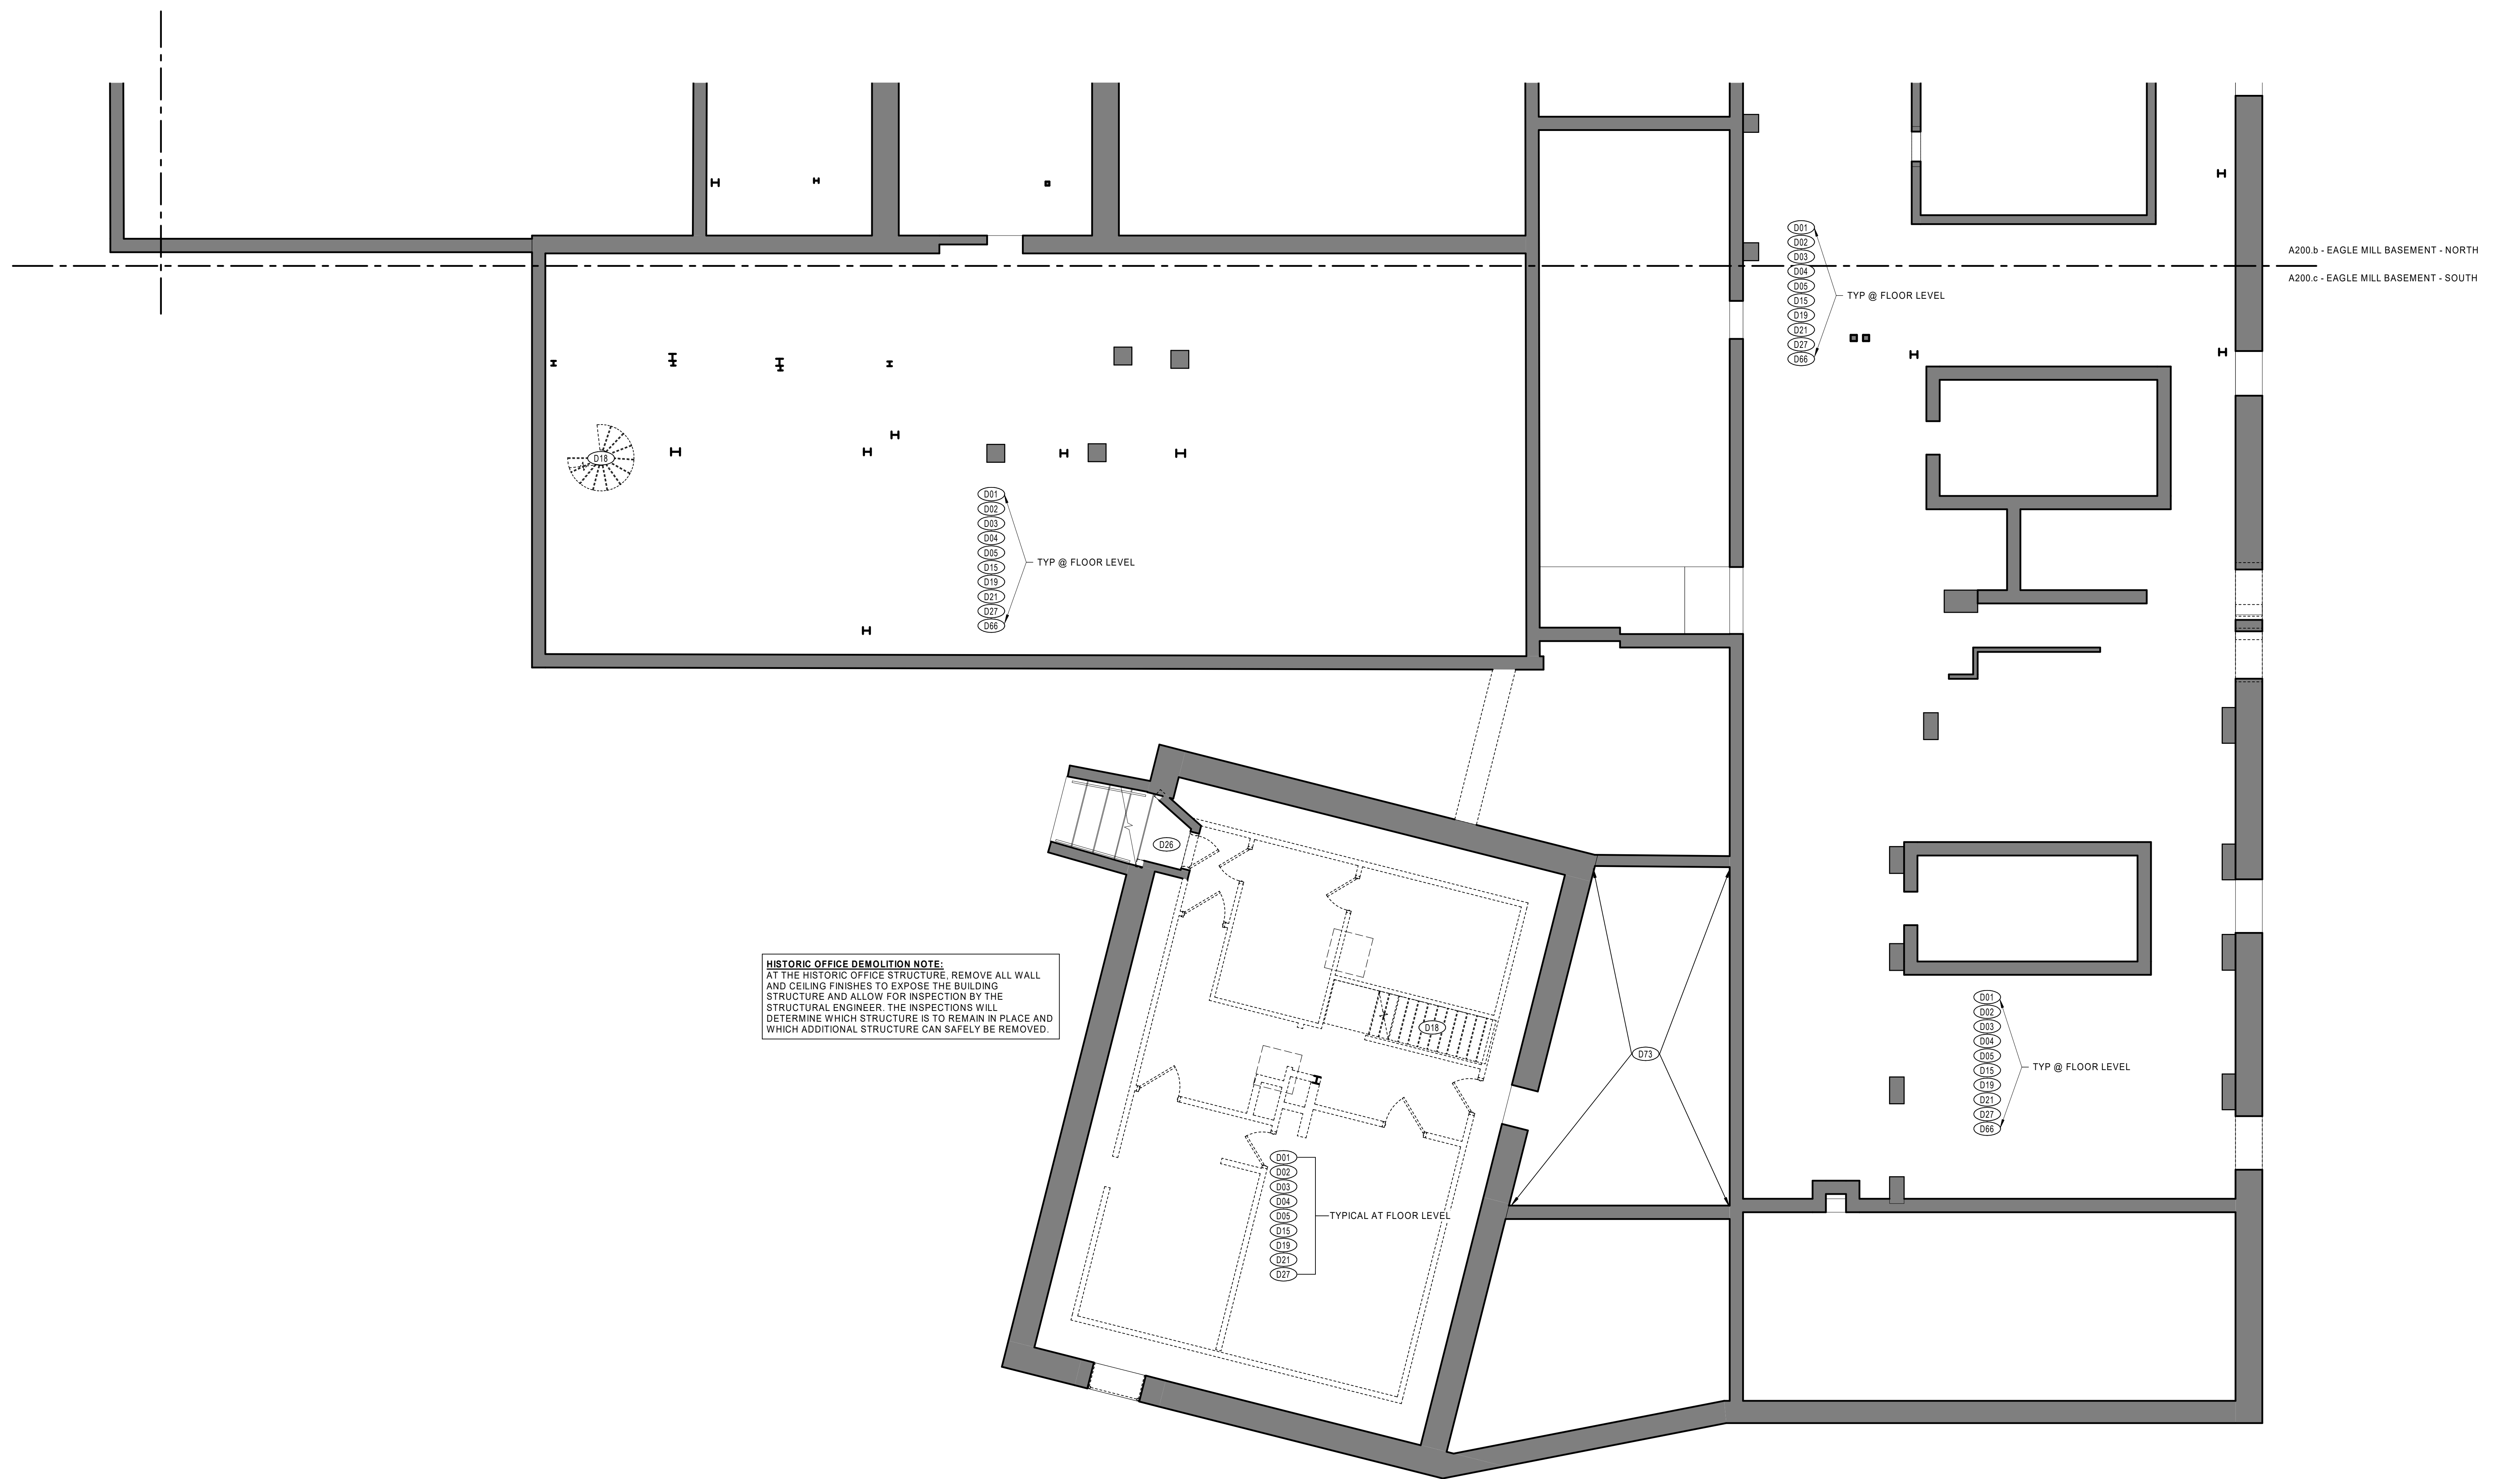 A200.b - EAGLE MILL BASEMENT - NORTH
A200.c - EAGLE MILL BASEMENT - SOUTH
D01
D02
D03
D04
D05
D15
D19
D21
D27
D66
TYP @ FLOOR LEVEL
D18
D01
D02
D03
D04
D05
D15
D19
D21
D27
D66
TYP @ FLOOR LEVEL
D26
HISTORIC OFFICE DEMOLITION NOTE:
AT THE HISTORIC OFFICE STRUCTURE, REMOVE ALL WALL
AND CEILING FINISHES TO EXPOSE THE BUILDING
STRUCTURE AND ALLOW FOR INSPECTION BY THE
STRUCTURAL ENGINEER. THE INSPECTIONS WILL
DETERMINE WHICH STRUCTURE IS TO REMAIN IN PLACE AND
WHICH ADDITIONAL STRUCTURE CAN SAFELY BE REMOVED.
D18
D73
D01
D02
D03
D04
D05
D15
D19
D21
D27
D66
TYP @ FLOOR LEVEL
D01
D02
D03
D04
D05
D15
D19
D21
D27
TYPICAL AT FLOOR LEVEL